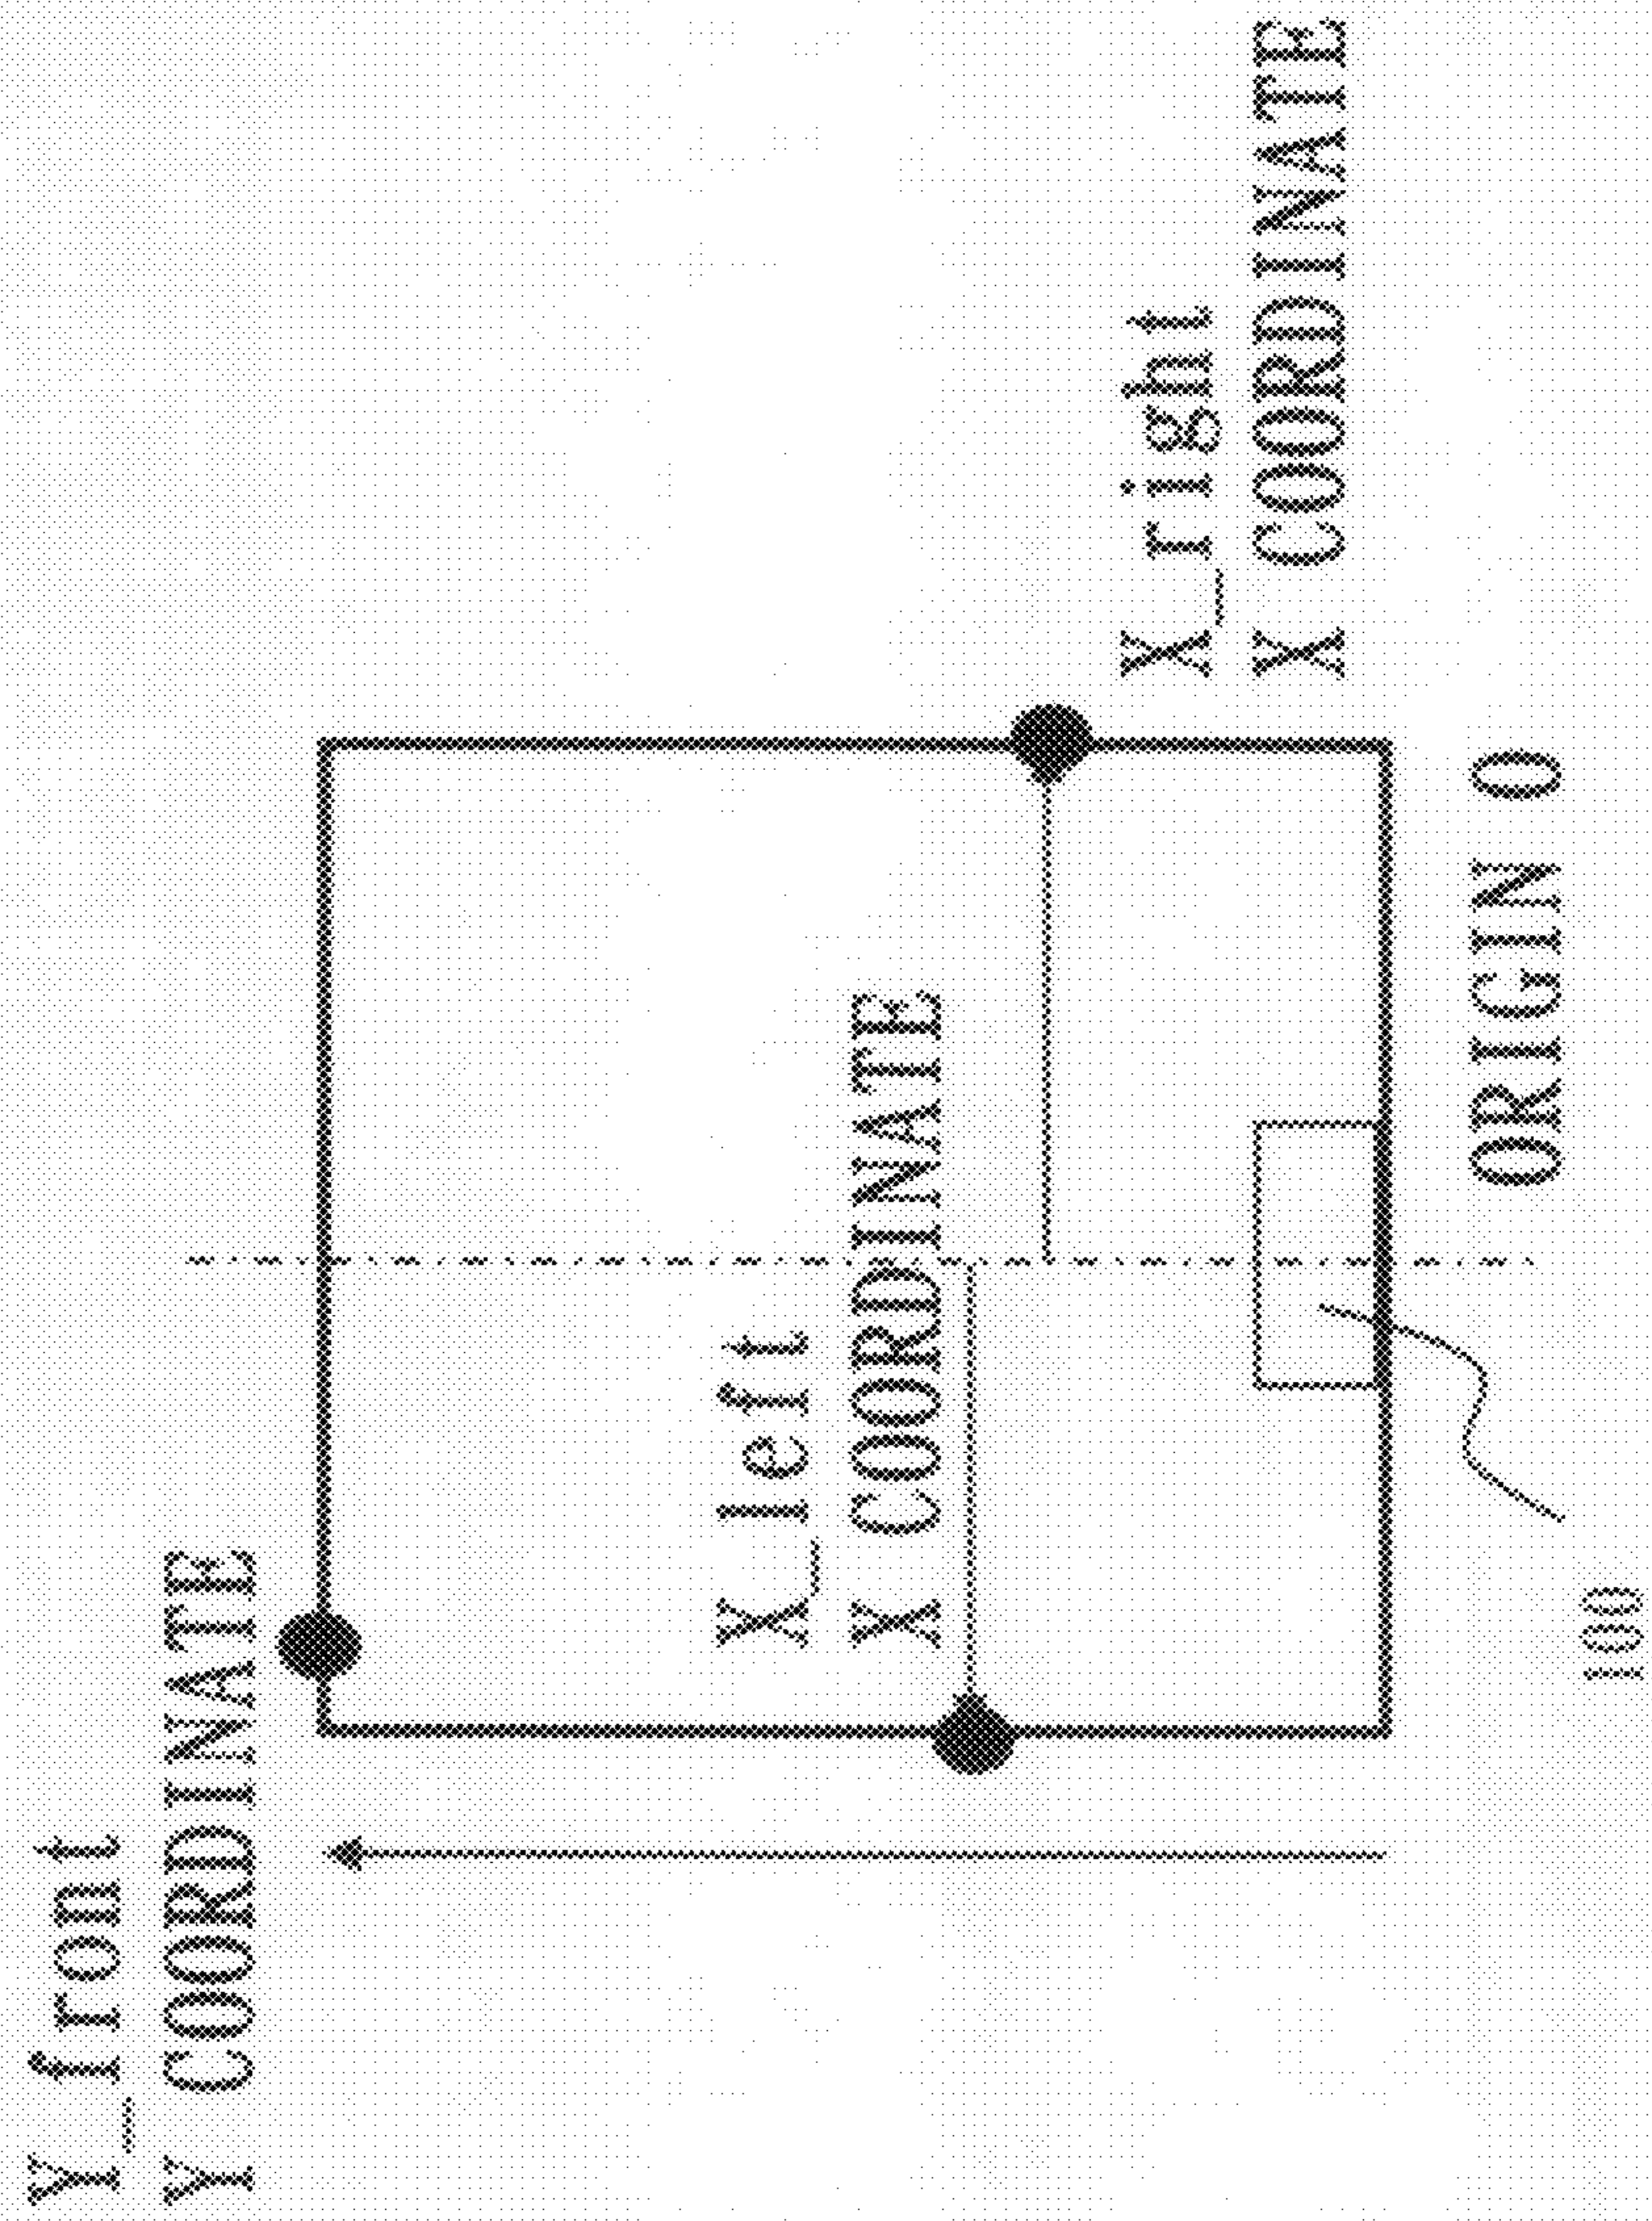 Y_front
Y COORDINATE
X_left
X COORDINATE
X_right
X COORDINATE
ORIGIN O
100